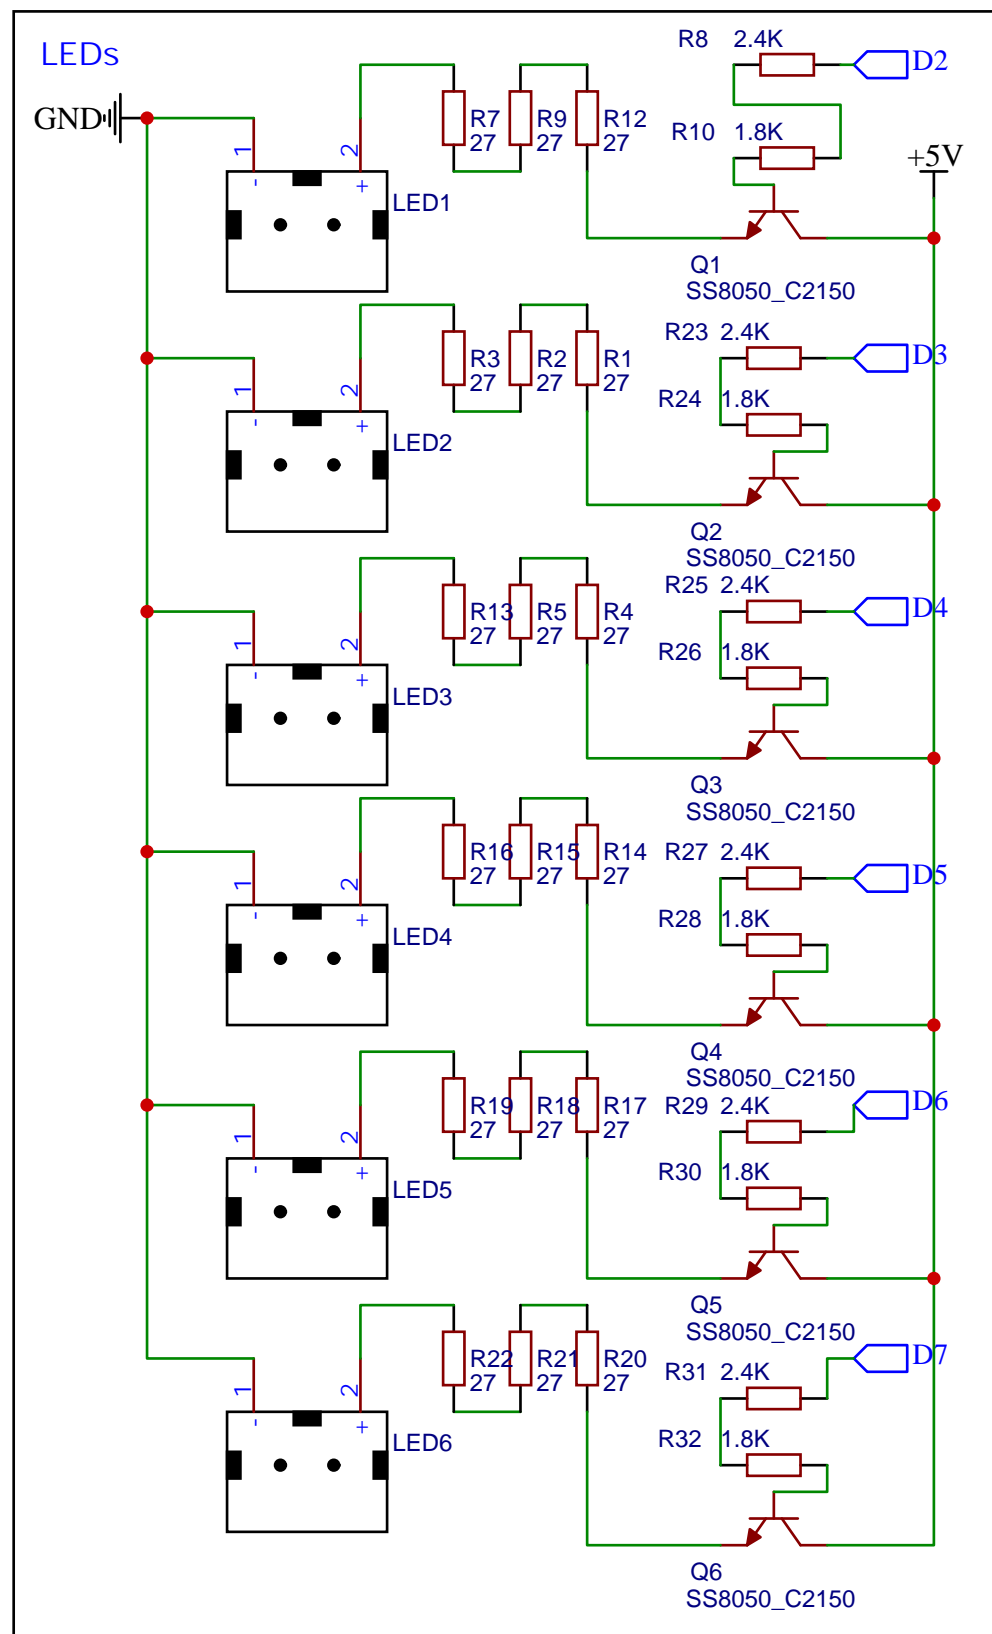 LEDs
R8 2.4K D2
GND
R7 R9 R12
27 27 27
R10 1.8K
+5V
1 2
- +
LED1
Q1
SS8050_C2150
R3 R2 R1
27 27 27
R23 2.4K D3
R24 1.8K
1 2
- +
LED2
Q2
SS8050_C2150
R13 R5 R4
27 27 27
R25 2.4K D4
R26 1.8K
1 2
- +
LED3
Q3
SS8050_C2150
R16 R15 R14
27 27 27
R27 2.4K D5
R28 1.8K
1 2
- +
LED4
Q4
SS8050_C2150
R19 R18 R17
27 27 27
R29 2.4K D6
R30 1.8K
1 2
- +
LED5
Q5
SS8050_C2150
R22 R21 R20
27 27 27
R31 2.4K D7
R32 1.8K
1 2
- +
LED6
Q6
SS8050_C2150